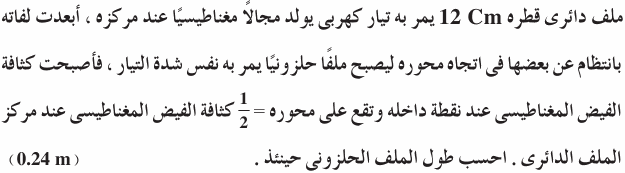 ملف دائرى قطره 12 Cm يمر به تيار كهربى يولد مجالًا مغناطيسيًا عند مركزه ، أبعدت لفاته
بانتظام عن بعضها فى اتجاه محوره ليصبح ملفًا حلزونيًا يمر به نفس شدة التيار ، فأصبحت كثافة
الفيض المغناطيسى عند نقطة داخله وتقع على محوره = 1/2 كثافة الفيض المغناطيسى عند مركز
الملف الدائرى . احسب طول الملف الحلزونى حينئذ . (0.24 m)